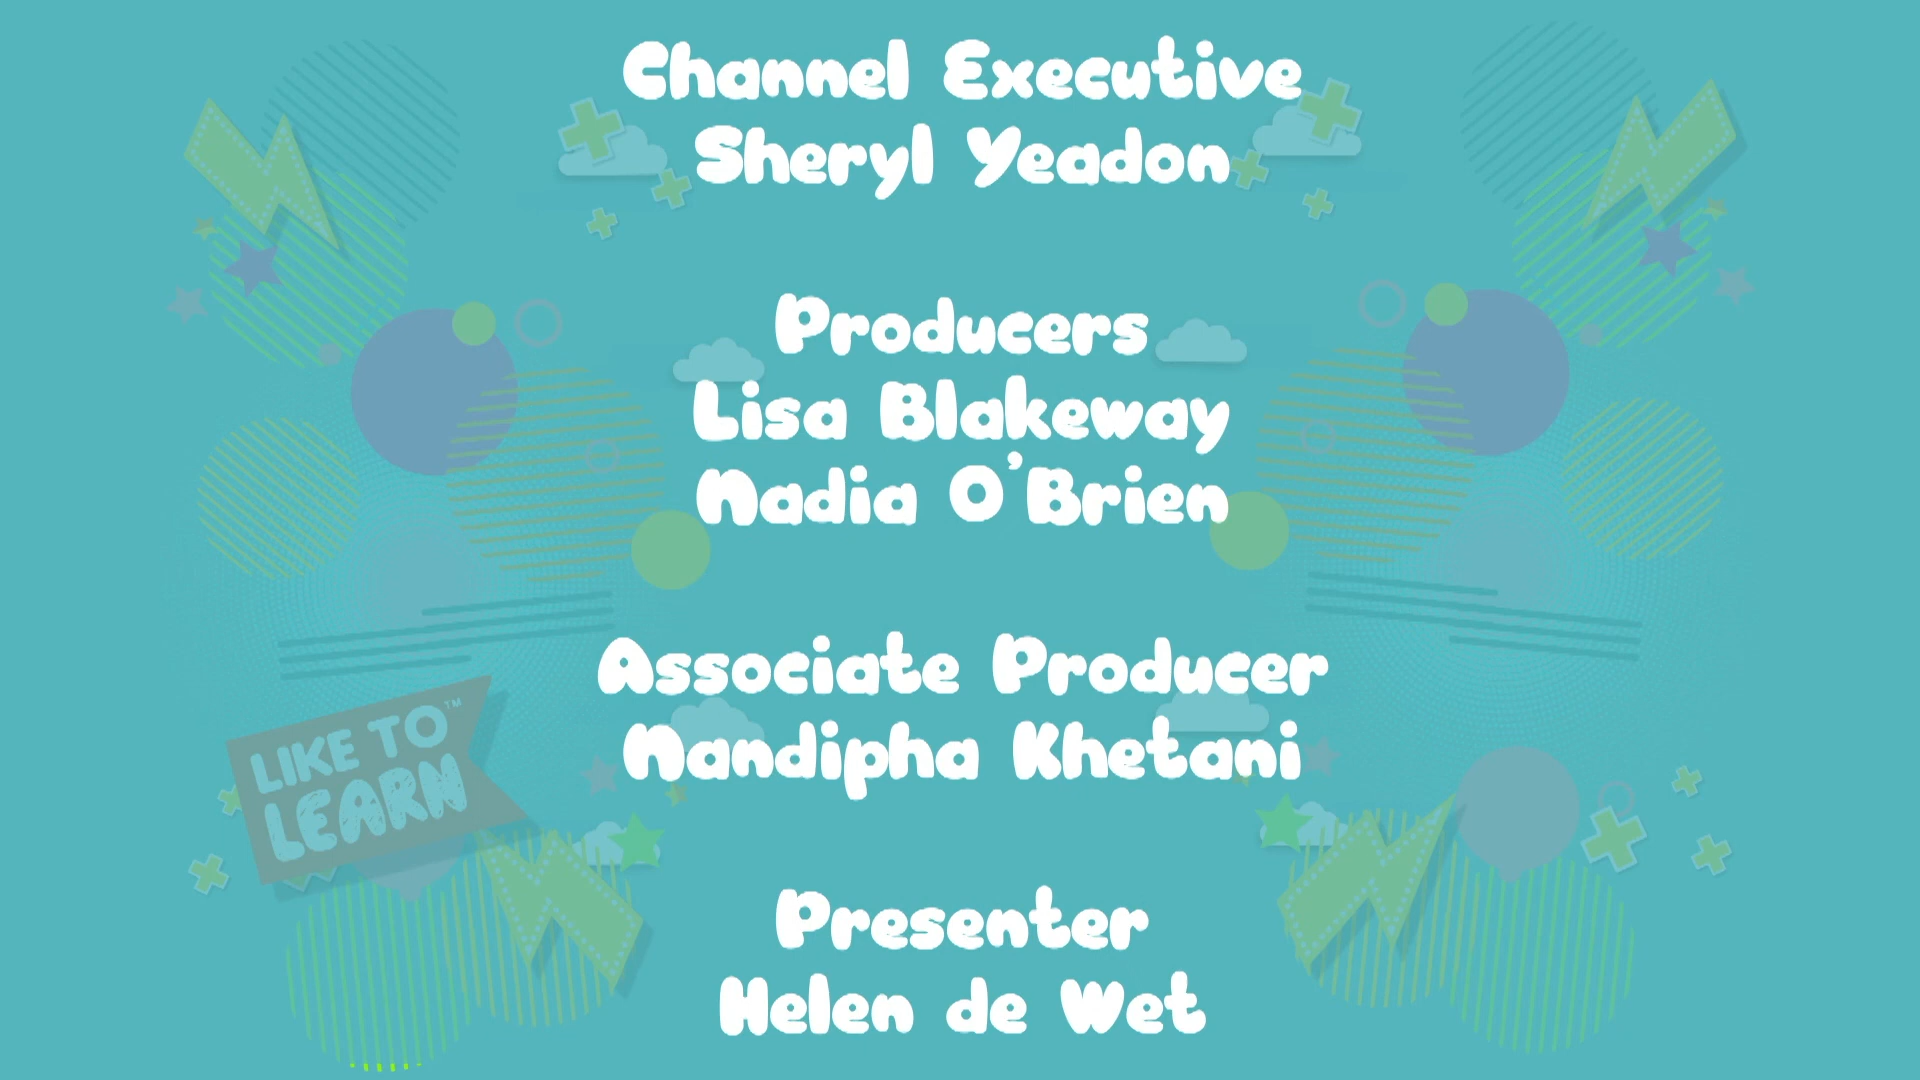 Channel Executive
Sheryl Yeadon
Producers
Lisa Blakeway
Nadia O'Brien
Associate Producer
Nandipha Khetani
LIKE TO™
LEARN
Presenter
Helen de Wet